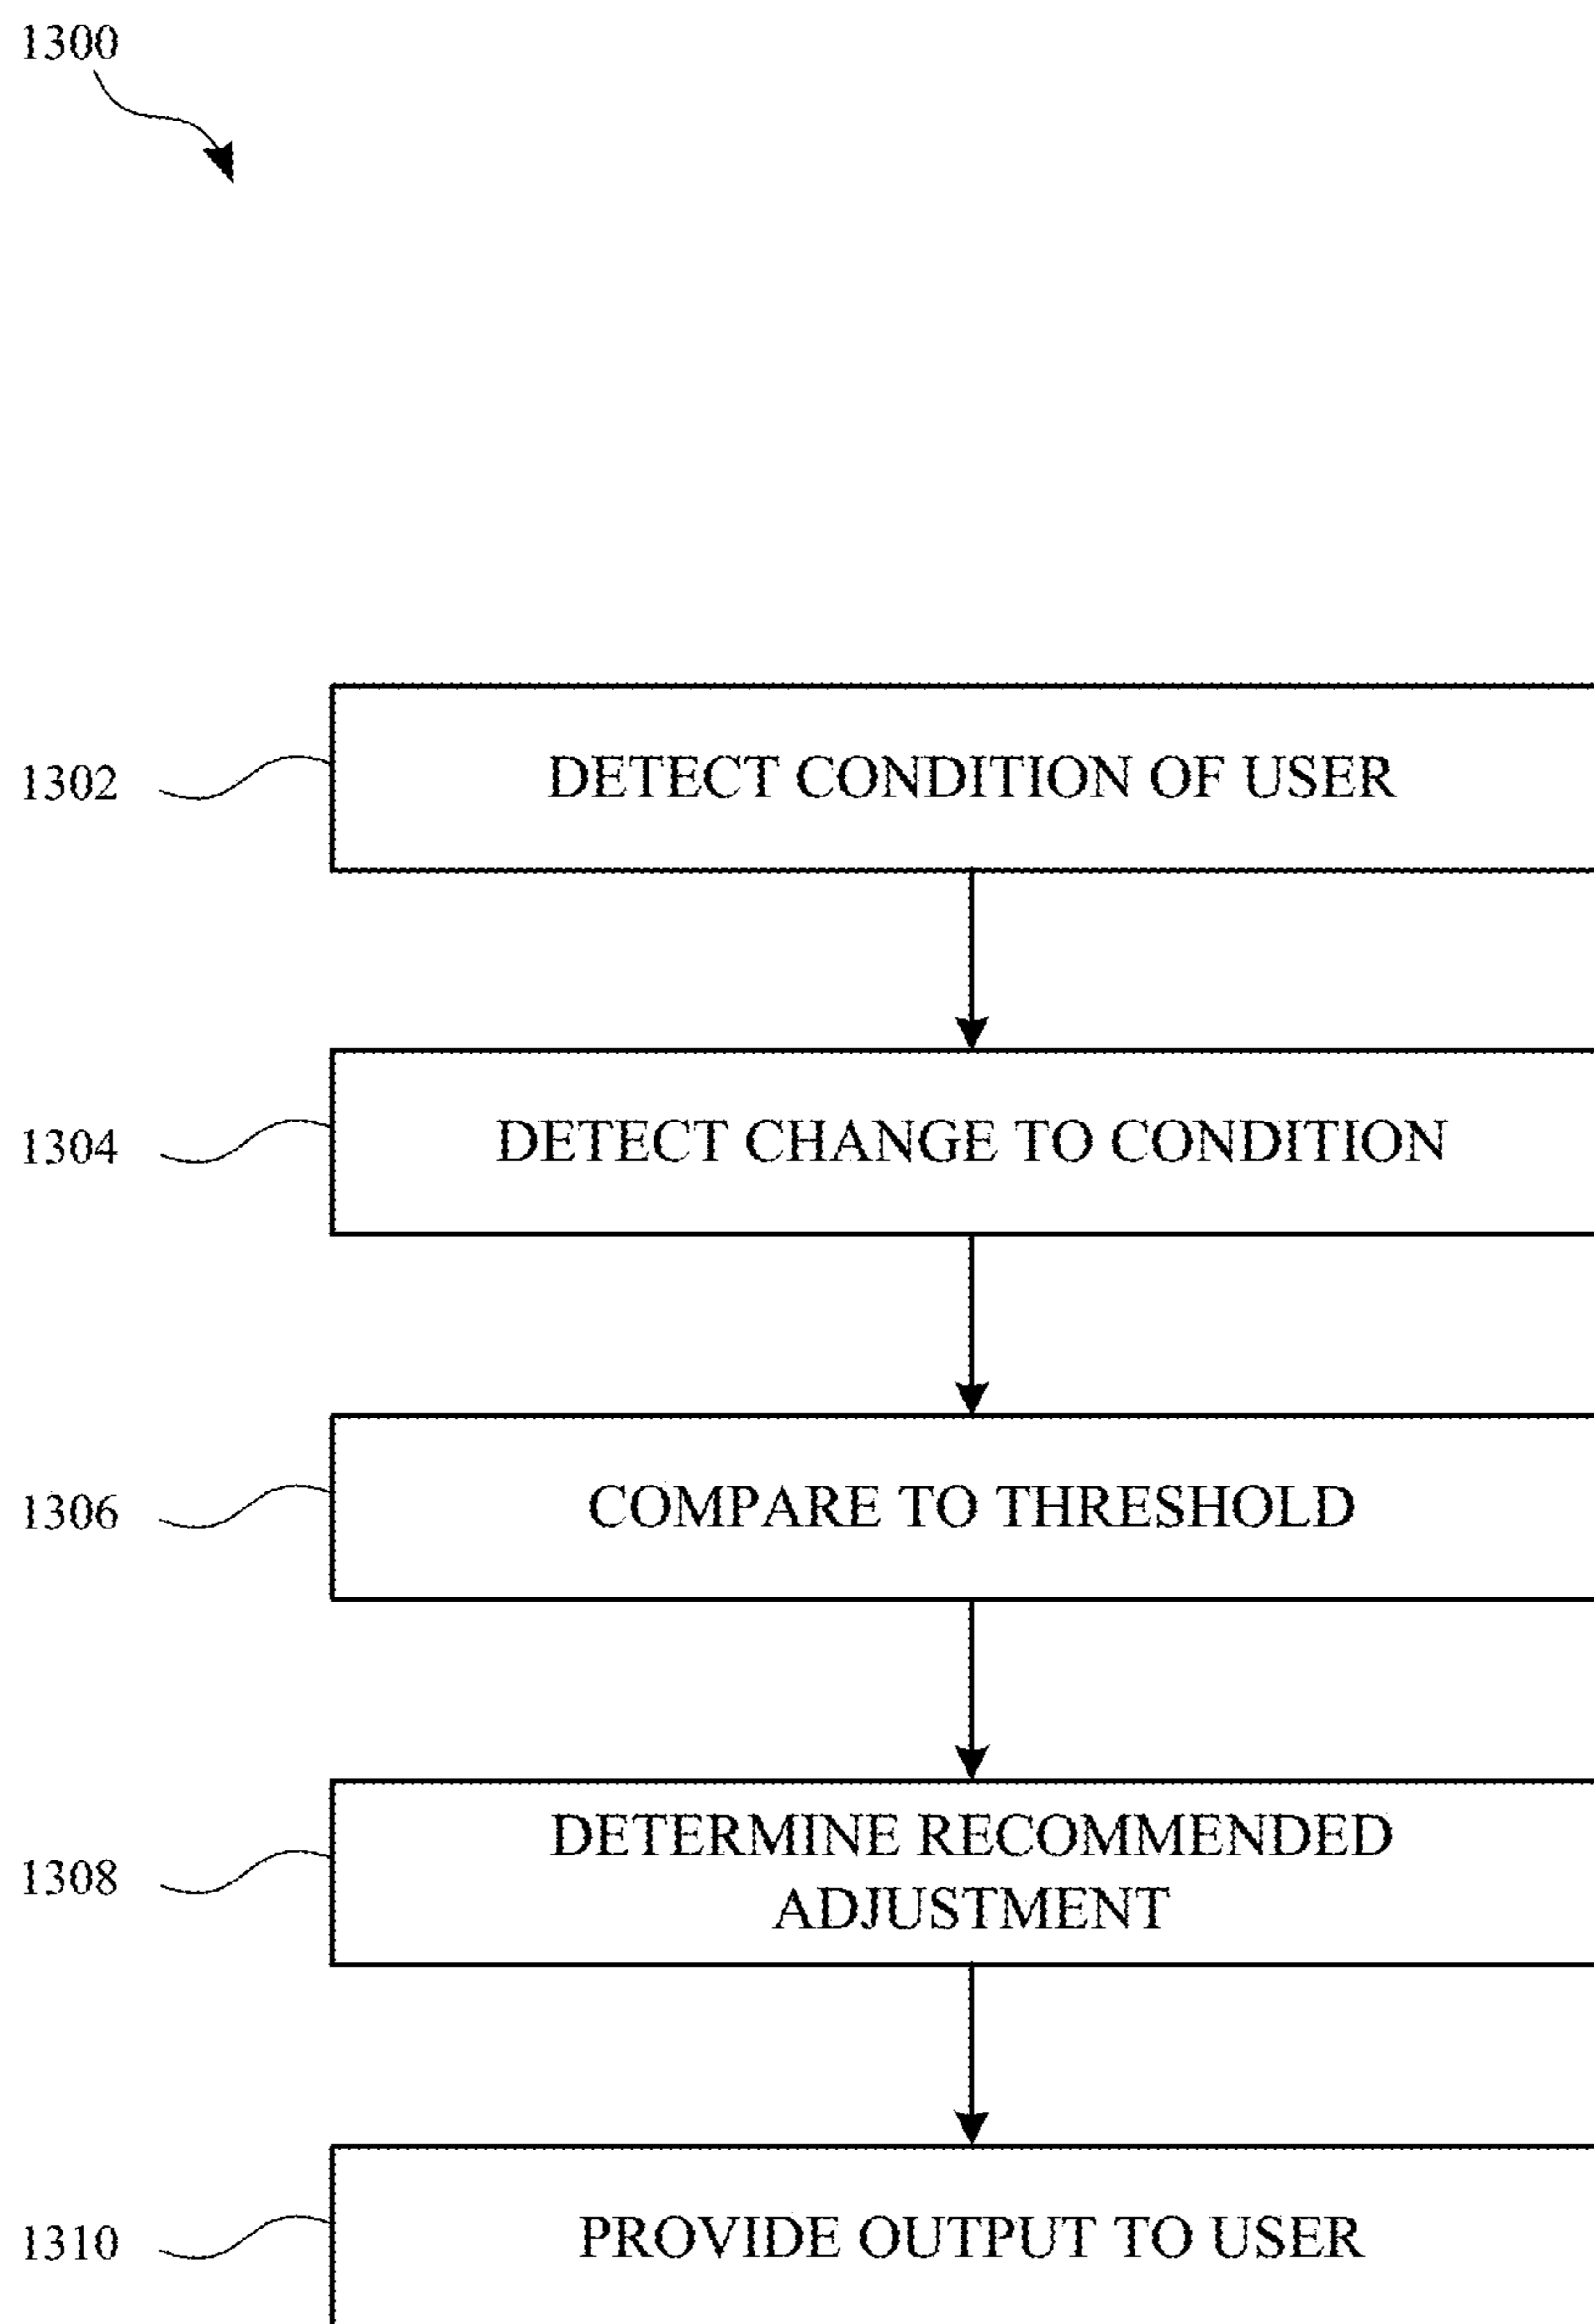 1300
1302
DETECT CONDITION OF USER
1304
DETECT CHANGE TO CONDITION
1306
COMPARE TO THRESHOLD
1308
DETERMINE RECOMMENDED
ADJUSTMENT
1310
PROVIDE OUTPUT TO USER